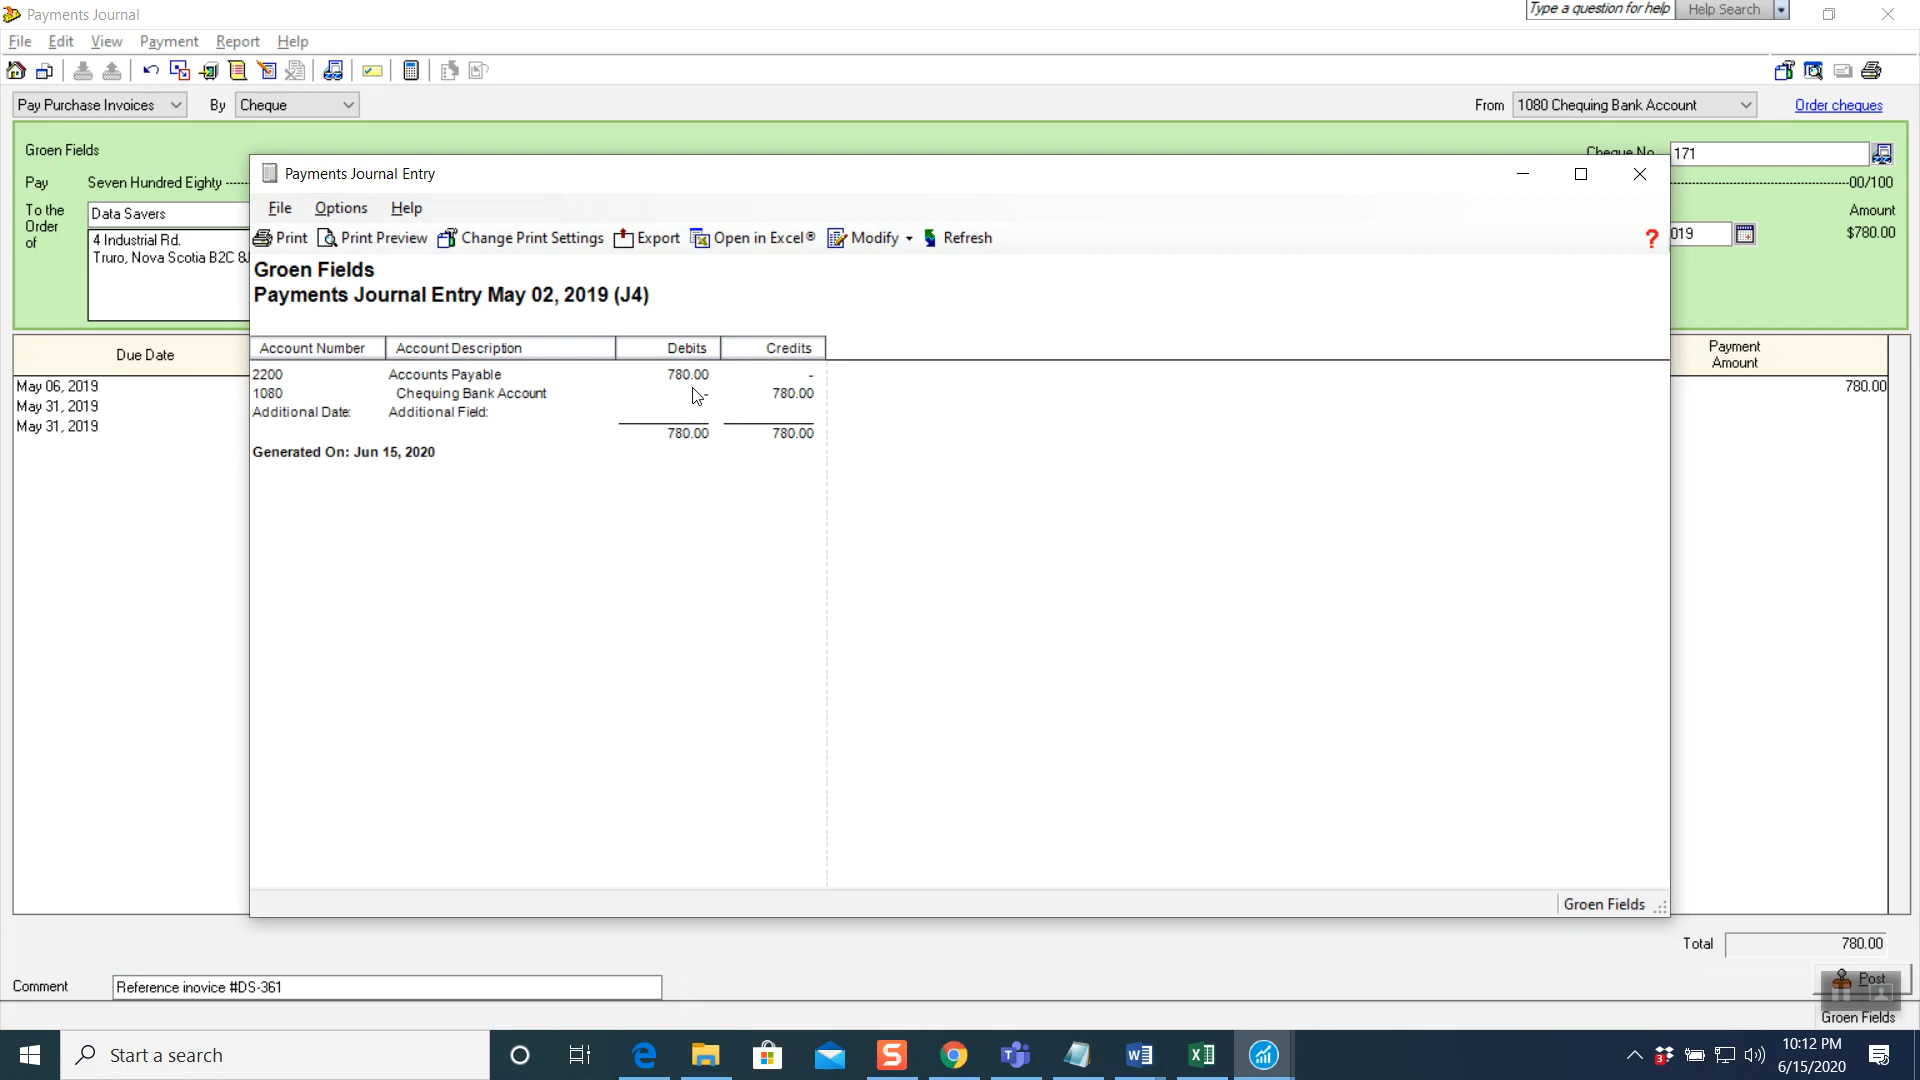 Payments Journal
Type a question for help Help Search
File Edit View Payment Report Help
Pay Purchase Invoices By Cheque From 1080 Chequing Bank Account Order cheques
Groen Fields
Cheque No 171
Pay Seven Hundred Eighty ------ ------00/100
To the Order of
Data Savers
4 Industrial Rd.
Truro, Nova Scotia B2C 8J
Amount
019 $780.00
Due Date
May 06, 2019
May 31, 2019
May 31, 2019
Payment Amount
780.00
Payments Journal Entry
File Options Help
Print Print Preview Change Print Settings Export Open in Excel® Modify Refresh ?
Groen Fields
Payments Journal Entry May 02, 2019 (J4)
Account Number Account Description Debits Credits
2200 Accounts Payable 780.00 -
1080 Chequing Bank Account - 780.00
Additional Date: Additional Field:
780.00 780.00
Generated On: Jun 15, 2020
Groen Fields
Total 780.00
Comment Reference inovice #DS-361
Post
Groen Fields
Start a search
10:12 PM
6/15/2020